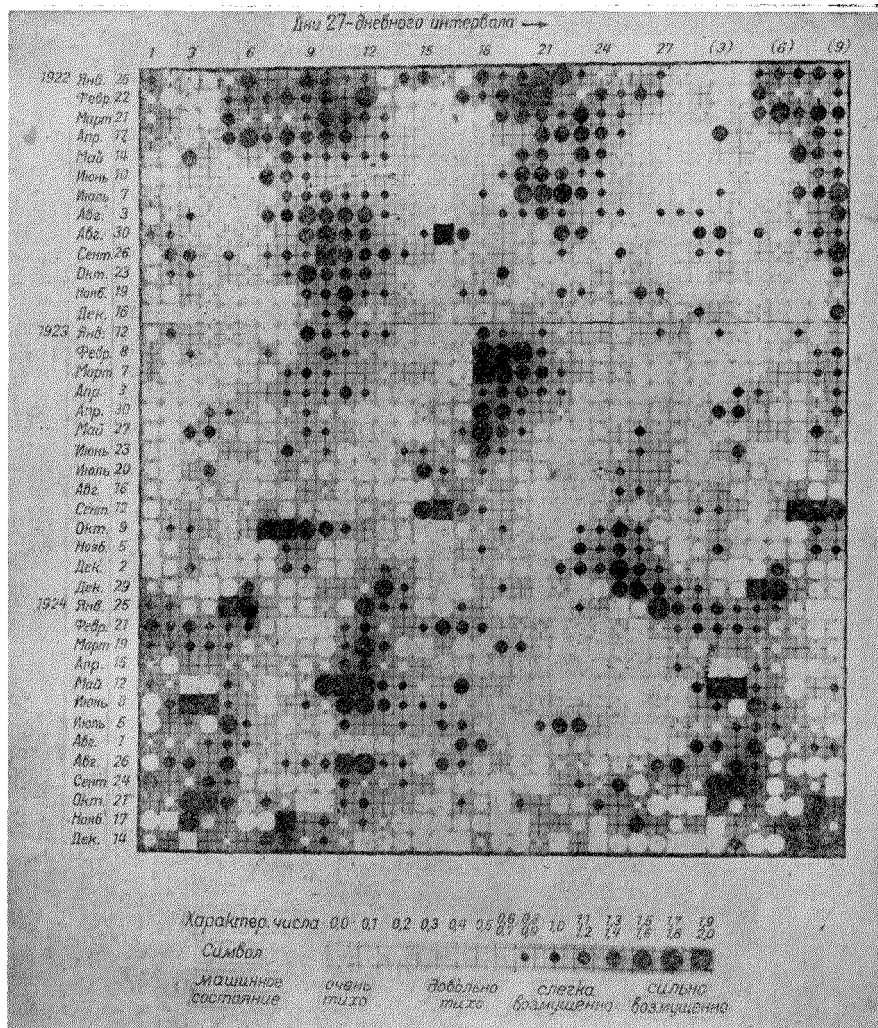 Дни 27-дневного интервала →
1 3 6 9 12 15 18 21 24 27 (3) (6) (9)
1922 Янв. 26
Февр. 22
Март 21
Апр. 17
Май 14
Июнь 10
Июль 7
Авг. 3
Авг. 30
Сент. 26
Окт. 23
Нояб. 19
Дек. 16
1923 Янв. 12
Февр. 8
Март 7
Апр. 3
Апр. 30
Май 27
Июнь 23
Июль 20
Авг. 16
Сент. 12
Окт. 9
Нояб. 5
Дек. 2
Дек. 29
1924 Янв. 25
Февр. 21
Март 19
Апр. 15
Май 12
Июнь 8
Июль 5
Авг. 1
Авг. 28
Сент. 24
Окт. 21
Нояб. 17
Дек. 14
Характер. числа 0,0 0,1 0,2 0,3 0,4 0,5 0,6 0,8 1,0 1,1 1,3 1,5 1,7 1,9
0,7 0,9 1,2 1,4 1,6 1,8 2,0
Символ
очень довольно слегка сильно
состояние тихо тихо возмущенно возмущенно